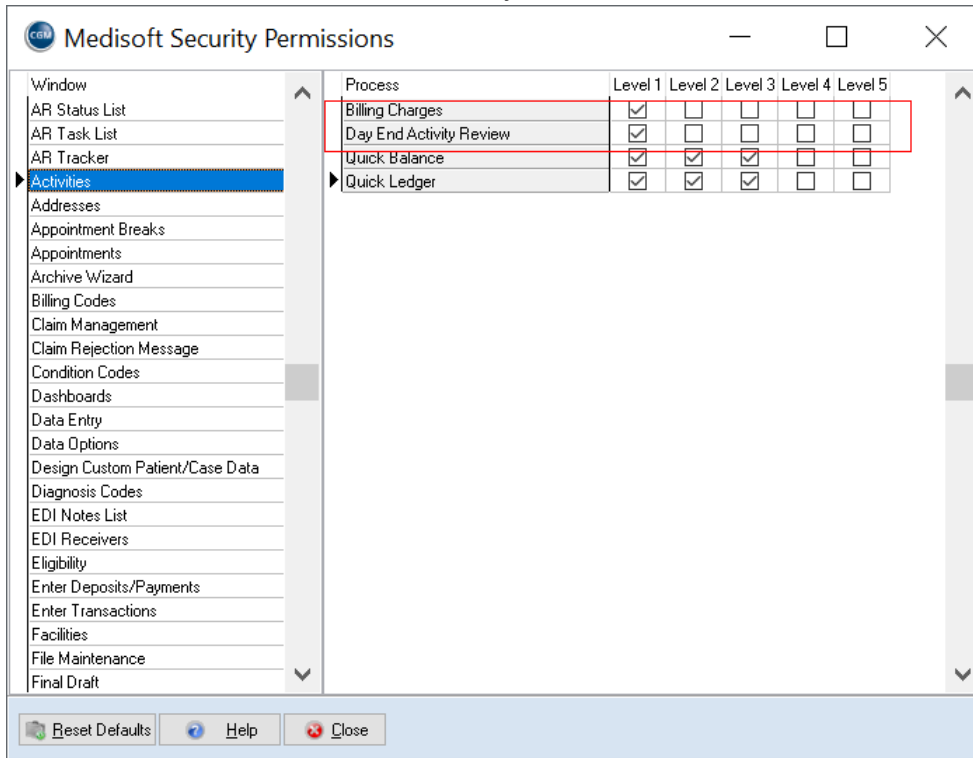 CGM Medisoft Security Permissions
Window
AR Status List
AR Task List
AR Tracker
Activities
Addresses
Appointment Breaks
Appointments
Archive Wizard
Billing Codes
Claim Management
Claim Rejection Message
Condition Codes
Dashboards
Data Entry
Data Options
Design Custom Patient/Case Data
Diagnosis Codes
EDI Notes List
EDI Receivers
Eligibility
Enter Deposits/Payments
Enter Transactions
Facilities
File Maintenance
Final Draft
Process Level 1 Level 2 Level 3 Level 4 Level 5
Billing Charges
Day End Activity Review
Quick Balance
Quick Ledger
Reset Defaults Help Close